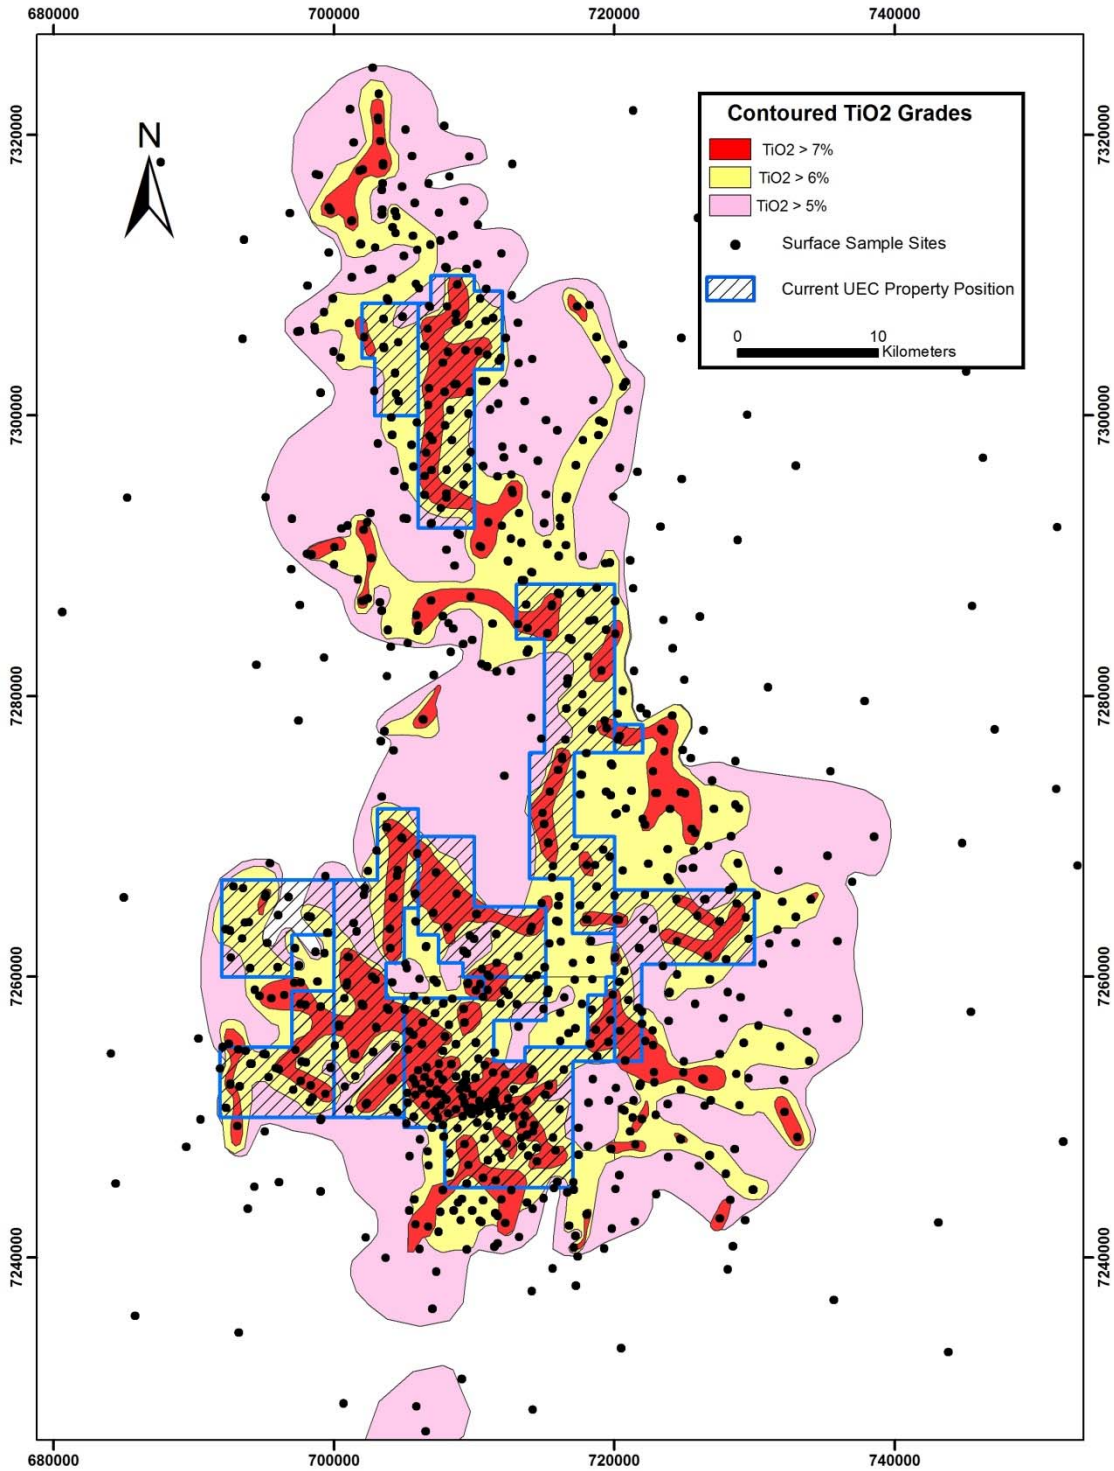 680000 700000 720000 740000
7320000 7320000
N
Contoured TiO2 Grades
TiO2 > 7%
TiO2 > 6%
TiO2 > 5%
Surface Sample Sites
Current UEC Property Position
0 10
Kilometers
7300000 7300000
7280000 7280000
7260000 7260000
7240000 7240000
680000 700000 720000 740000